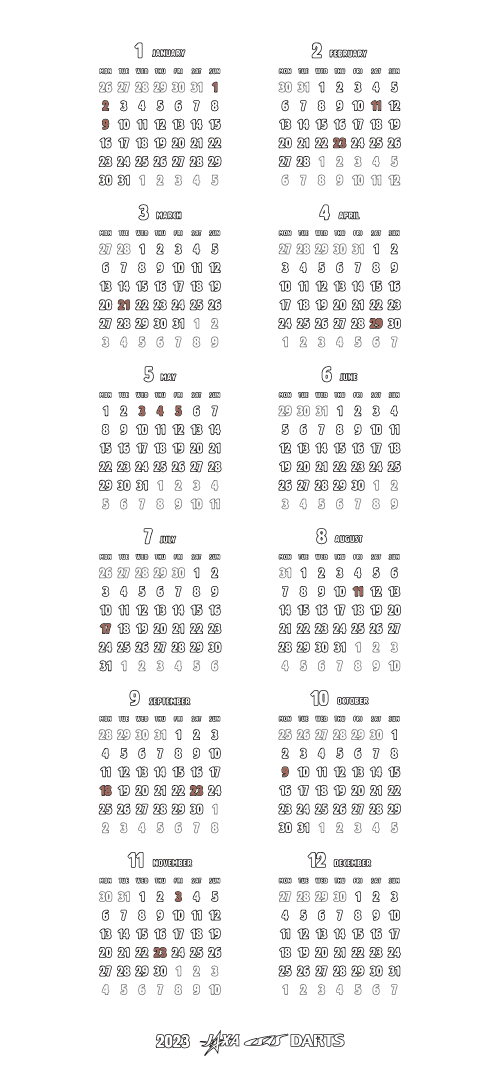 1 JANUARY
MON TUE WED THU FRI SAT SUN
26 27 28 29 30 31 1
2 3 4 5 6 7 8
9 10 11 12 13 14 15
16 17 18 19 20 21 22
23 24 25 26 27 28 29
30 31 1 2 3 4 5
2 FEBRUARY
MON TUE WED THU FRI SAT SUN
30 31 1 2 3 4 5
6 7 8 9 10 11 12
13 14 15 16 17 18 19
20 21 22 23 24 25 26
27 28 1 2 3 4 5
6 7 8 9 10 11 12
3 MARCH
MON TUE WED THU FRI SAT SUN
27 28 1 2 3 4 5
6 7 8 9 10 11 12
13 14 15 16 17 18 19
20 21 22 23 24 25 26
27 28 29 30 31 1 2
3 4 5 6 7 8 9
4 APRIL
MON TUE WED THU FRI SAT SUN
27 28 29 30 31 1 2
3 4 5 6 7 8 9
10 11 12 13 14 15 16
17 18 19 20 21 22 23
24 25 26 27 28 29 30
1 2 3 4 5 6 7
5 MAY
MON TUE WED THU FRI SAT SUN
1 2 3 4 5 6 7
8 9 10 11 12 13 14
15 16 17 18 19 20 21
22 23 24 25 26 27 28
29 30 31 1 2 3 4
5 6 7 8 9 10 11
6 JUNE
MON TUE WED THU FRI SAT SUN
29 30 31 1 2 3 4
5 6 7 8 9 10 11
12 13 14 15 16 17 18
19 20 21 22 23 24 25
26 27 28 29 30 1 2
3 4 5 6 7 8 9
7 JULY
MON TUE WED THU FRI SAT SUN
26 27 28 29 30 1 2
3 4 5 6 7 8 9
10 11 12 13 14 15 16
17 18 19 20 21 22 23
24 25 26 27 28 29 30
31 1 2 3 4 5 6
8 AUGUST
MON TUE WED THU FRI SAT SUN
31 1 2 3 4 5 6
7 8 9 10 11 12 13
14 15 16 17 18 19 20
21 22 23 24 25 26 27
28 29 30 31 1 2 3
4 5 6 7 8 9 10
9 SEPTEMBER
MON TUE WED THU FRI SAT SUN
28 29 30 31 1 2 3
4 5 6 7 8 9 10
11 12 13 14 15 16 17
18 19 20 21 22 23 24
25 26 27 28 29 30 1
2 3 4 5 6 7 8
10 OCTOBER
MON TUE WED THU FRI SAT SUN
25 26 27 28 29 30 1
2 3 4 5 6 7 8
9 10 11 12 13 14 15
16 17 18 19 20 21 22
23 24 25 26 27 28 29
30 31 1 2 3 4 5
11 NOVEMBER
MON TUE WED THU FRI SAT SUN
30 31 1 2 3 4 5
6 7 8 9 10 11 12
13 14 15 16 17 18 19
20 21 22 23 24 25 26
27 28 29 30 1 2 3
4 5 6 7 8 9 10
12 DECEMBER
MON TUE WED THU FRI SAT SUN
27 28 29 30 1 2 3
4 5 6 7 8 9 10
11 12 13 14 15 16 17
18 19 20 21 22 23 24
25 26 27 28 29 30 31
1 2 3 4 5 6 7
2023 JAXA ISAS DARTS